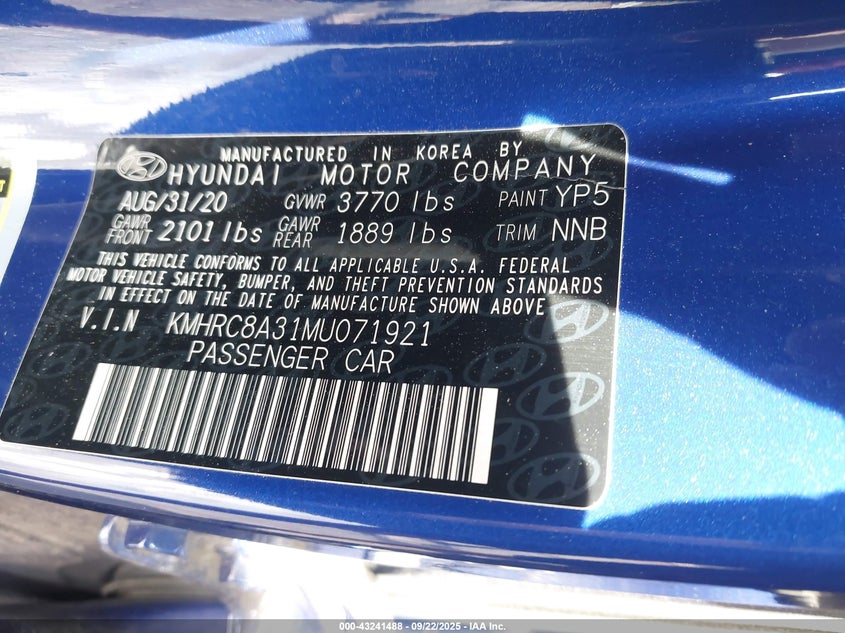 MANUFACTURED IN KOREA BY
HYUNDAI MOTOR COMPANY
AUG/31/20 GVWR 3770 lbs PAINT YP5
GAWR FRONT 2101 lbs GAWR REAR 1889 lbs TRIM NNB
THIS VEHICLE CONFORMS TO ALL APPLICABLE U.S.A. FEDERAL
MOTOR VEHICLE SAFETY, BUMPER, AND THEFT PREVENTION STANDARDS
IN EFFECT ON THE DATE OF MANUFACTURE SHOWN ABOVE
V.I.N KMHRC8A31MU071921
PASSENGER CAR
000-43241488 - 09/22/2025 - IAA Inc.